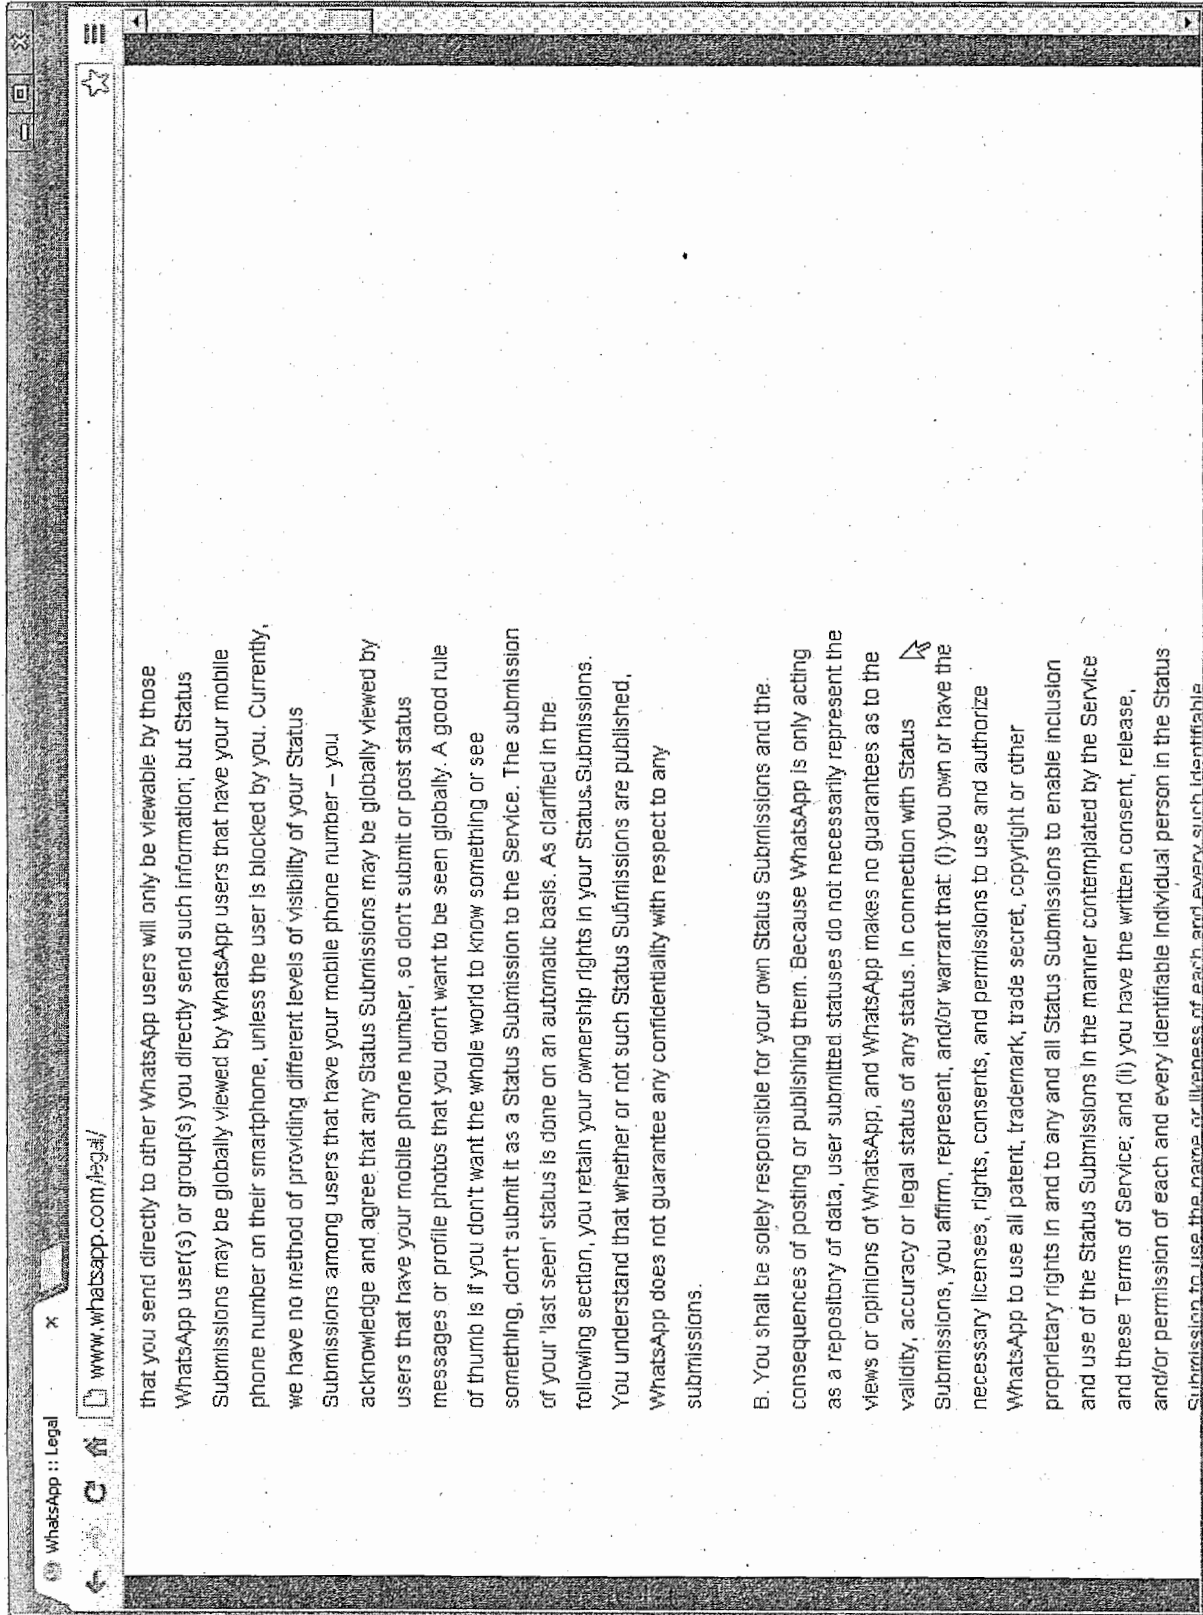 WhatsApp :: Legal
www.whatsapp.com/legal/
that you send directly to other WhatsApp users will only be viewable by those
WhatsApp user(s) or group(s) you directly send such information; but Status
Submissions may be globally viewed by WhatsApp users that have your mobile
phone number on their smartphone, unless the user is blocked by you. Currently,
we have no method of providing different levels of visibility of your Status
Submissions among users that have your mobile phone number – you
acknowledge and agree that any Status Submissions may be globally viewed by
users that have your mobile phone number, so don't submit or post status
messages or profile photos that you don't want to be seen globally. A good rule
of thumb is if you don't want the whole world to know something or see
something, don't submit it as a Status Submission to the Service. The submission
of your 'last seen' status is done on an automatic basis. As clarified in the
following section, you retain your ownership rights in your Status Submissions.
You understand that whether or not such Status Submissions are published,
WhatsApp does not guarantee any confidentiality with respect to any
submissions.
B. You shall be solely responsible for your own Status Submissions and the
consequences of posting or publishing them. Because WhatsApp is only acting
as a repository of data, user submitted statuses do not necessarily represent the
views or opinions of WhatsApp, and WhatsApp makes no guarantees as to the
validity, accuracy or legal status of any status. In connection with Status
Submissions, you affirm, represent, and/or warrant that: (i) you own or have the
necessary licenses, rights, consents, and permissions to use and authorize
WhatsApp to use all patent, trademark, trade secret, copyright or other
proprietary rights in and to any and all Status Submissions to enable inclusion
and use of the Status Submissions in the manner contemplated by the Service
and these Terms of Service; and (ii) you have the written consent, release,
and/or permission of each and every identifiable individual person in the Status
Submission to use the name or likeness of each and every such identifiable